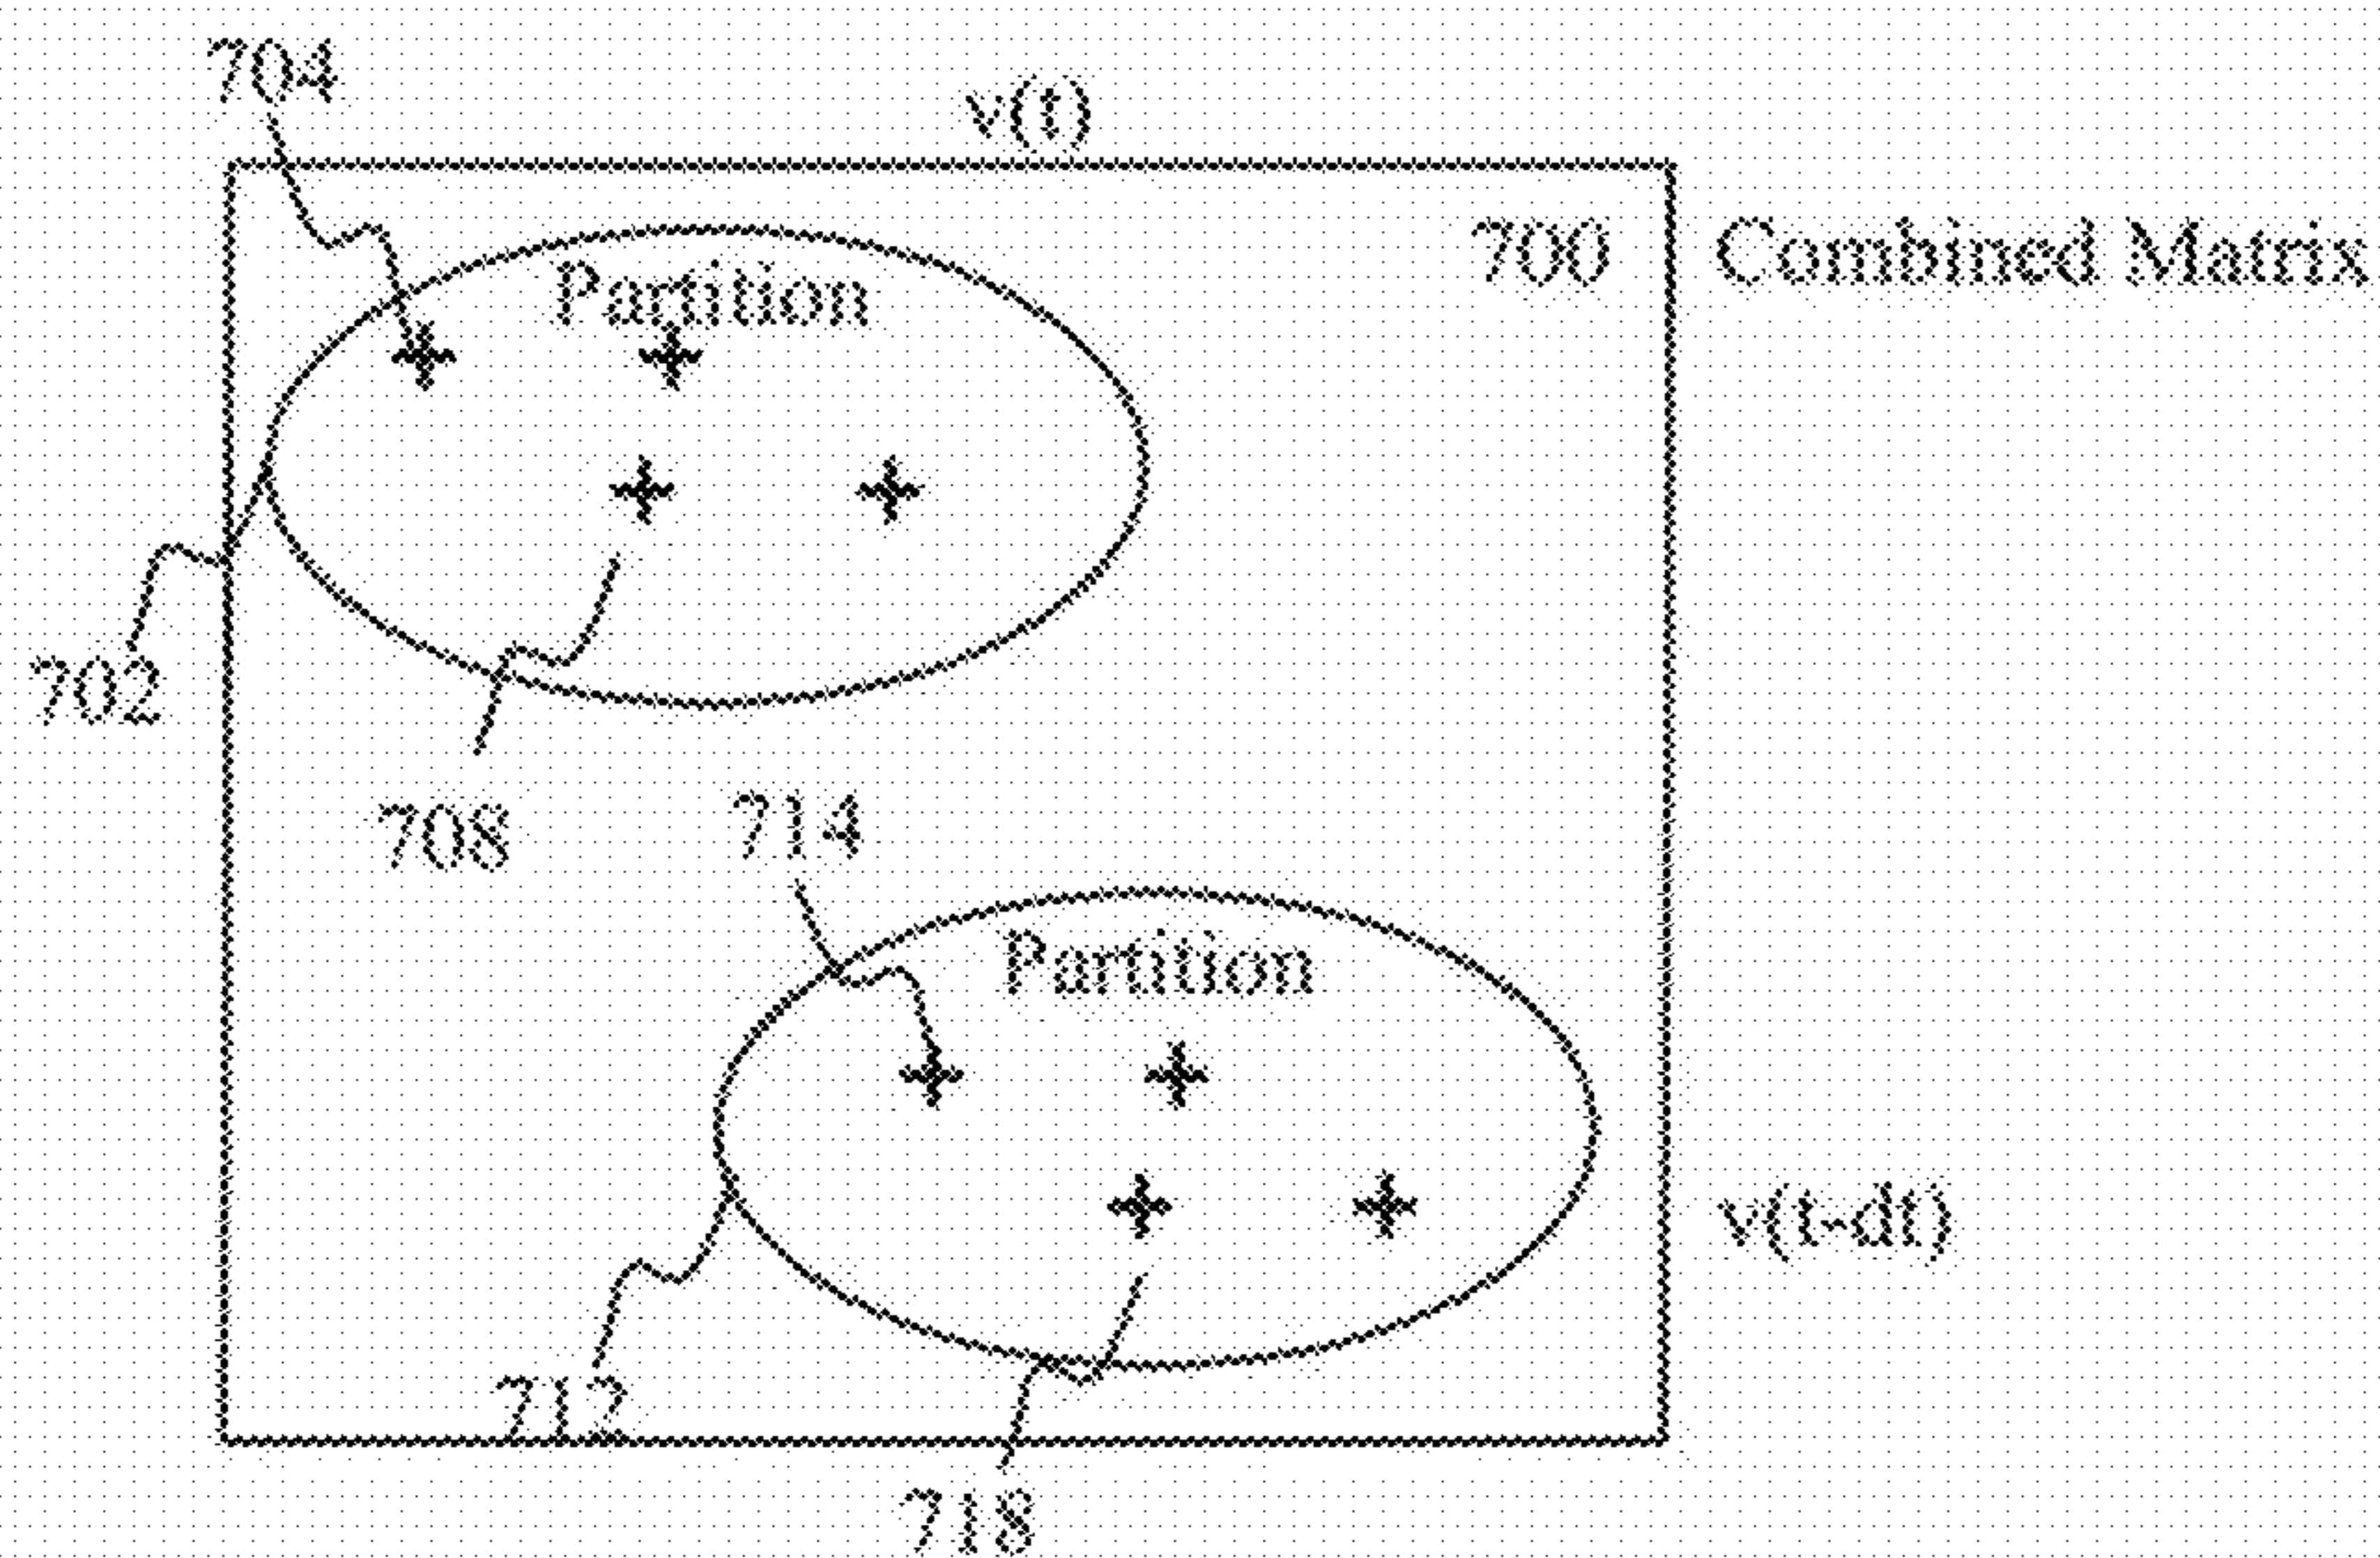 704
v(t)
700 Combined Matrix
Partition
702
708
714
Partition
v(t-dt)
712
718